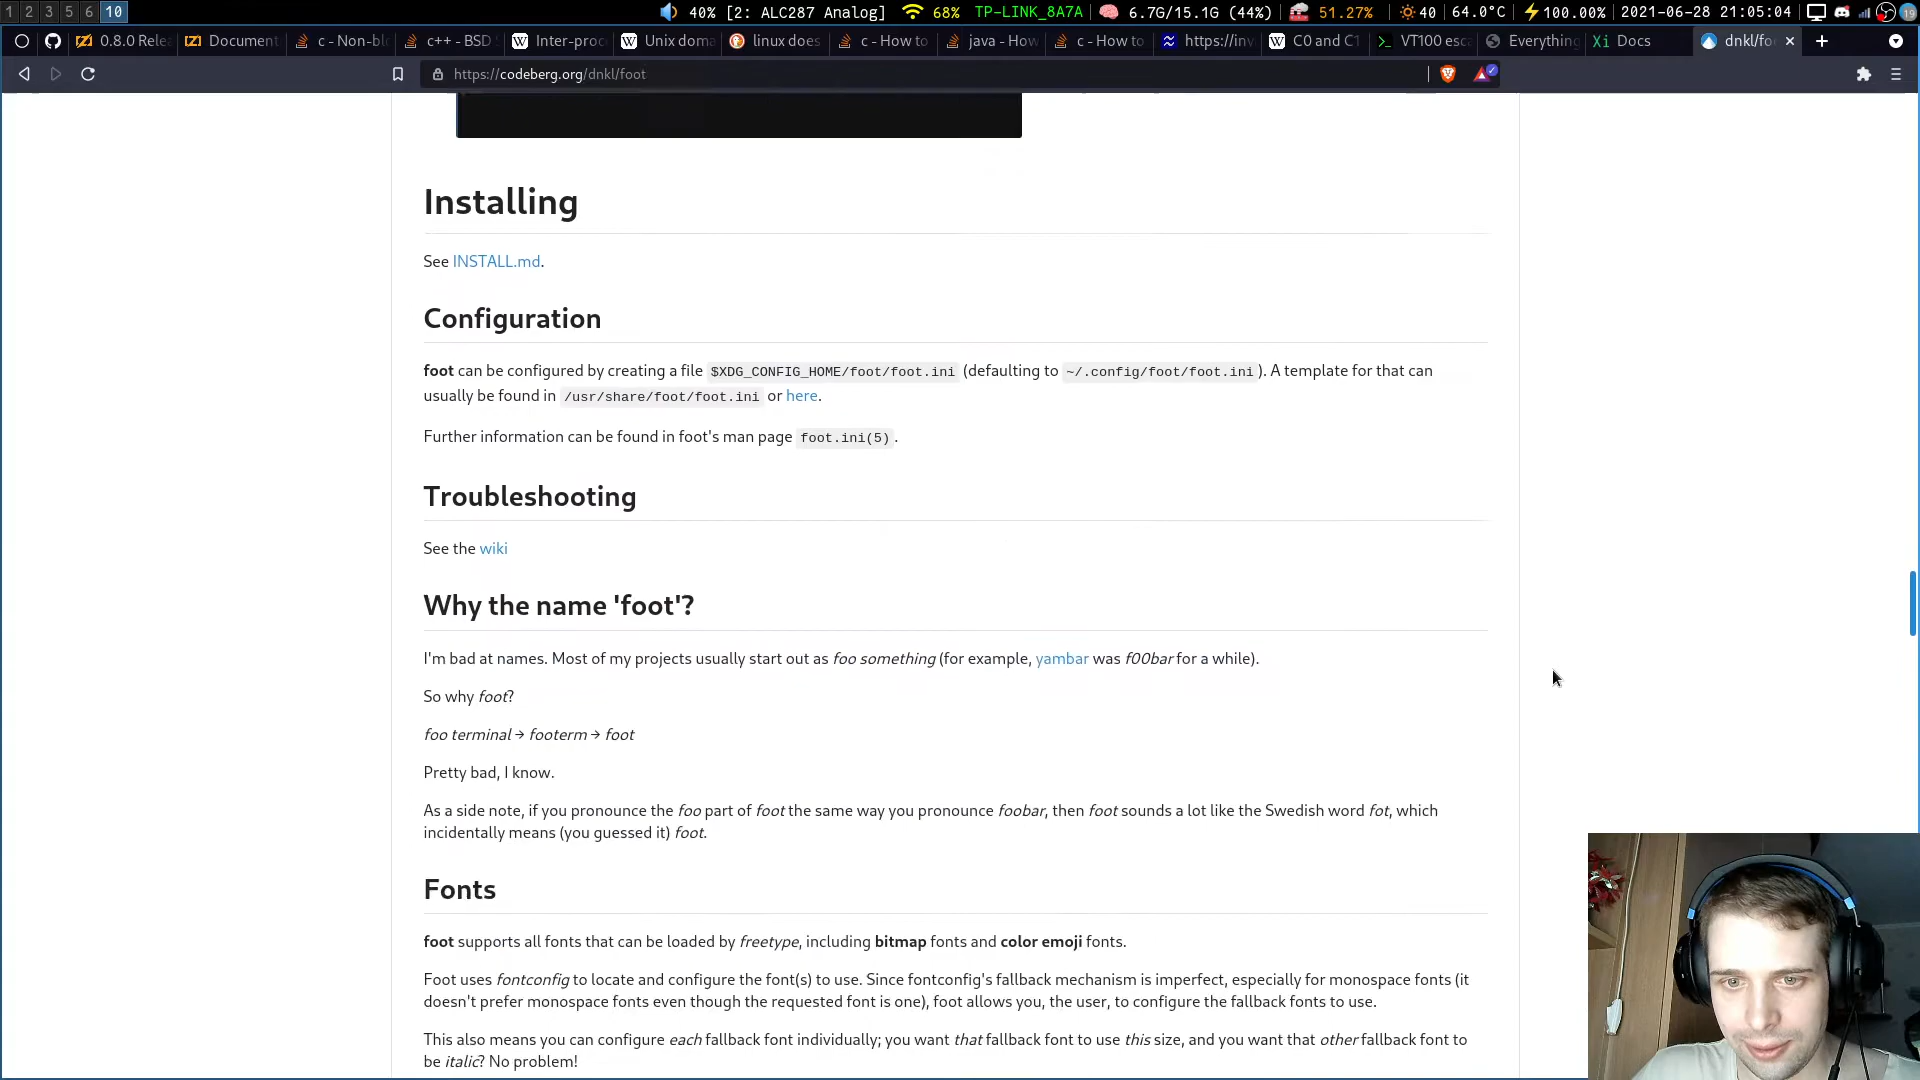 1 2 3 5 6 10 40% [2: ALC287 Analog] 68% TP-LINK_8A7A 6.7G/15.1G (44%) 51.27% 40 64.0°C 100.00% 2021-06-28 21:05:04 19
0.8.0 Rele Document c - Non-blo c++ - BSD S Inter-proc Unix doma linux does c - How to java - How c - How to https://inv C0 and C1 VT100 esca Everything Docs dnkl/fo
https://codeberg.org/dnkl/foot
Installing
See INSTALL.md.
Configuration
foot can be configured by creating a file $XDG_CONFIG_HOME/foot/foot.ini (defaulting to ~/.config/foot/foot.ini). A template for that can
usually be found in /usr/share/foot/foot.ini or here.
Further information can be found in foot's man page foot.ini(5).
Troubleshooting
See the wiki
Why the name 'foot'?
I'm bad at names. Most of my projects usually start out as foo something (for example, yambar was f00bar for a while).
So why foot?
foo terminal → footerm → foot
Pretty bad, I know.
As a side note, if you pronounce the foo part of foot the same way you pronounce foobar, then foot sounds a lot like the Swedish word fot, which
incidentally means (you guessed it) foot.
Fonts
foot supports all fonts that can be loaded by freetype, including bitmap fonts and color emoji fonts.
Foot uses fontconfig to locate and configure the font(s) to use. Since fontconfig's fallback mechanism is imperfect, especially for monospace fonts (it
doesn't prefer monospace fonts even though the requested font is one), foot allows you, the user, to configure the fallback fonts to use.
This also means you can configure each fallback font individually; you want that fallback font to use this size, and you want that other fallback font to
be italic? No problem!